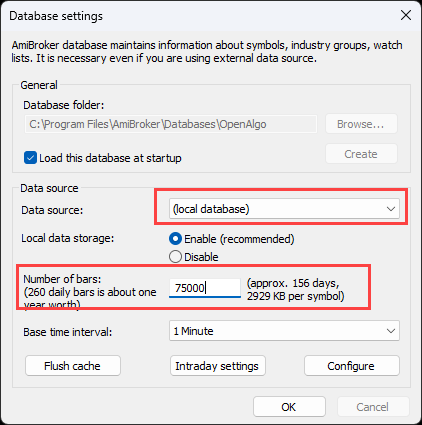 Database settings
AmiBroker database maintains information about symbols, industry groups, watch
lists. It is necessary even if you are using external data source.
General
Database folder:
C:\Program Files\AmiBroker\Databases\OpenAlgo
Browse...
Load this database at startup
Create
Data source
Data source:
(local database)
Local data storage:
Enable (recommended)
Disable
Number of bars:
(260 daily bars is about one
year worth)
75000
(approx. 156 days,
2929 KB per symbol)
Base time interval:
1 Minute
Flush cache
Intraday settings
Configure
OK
Cancel